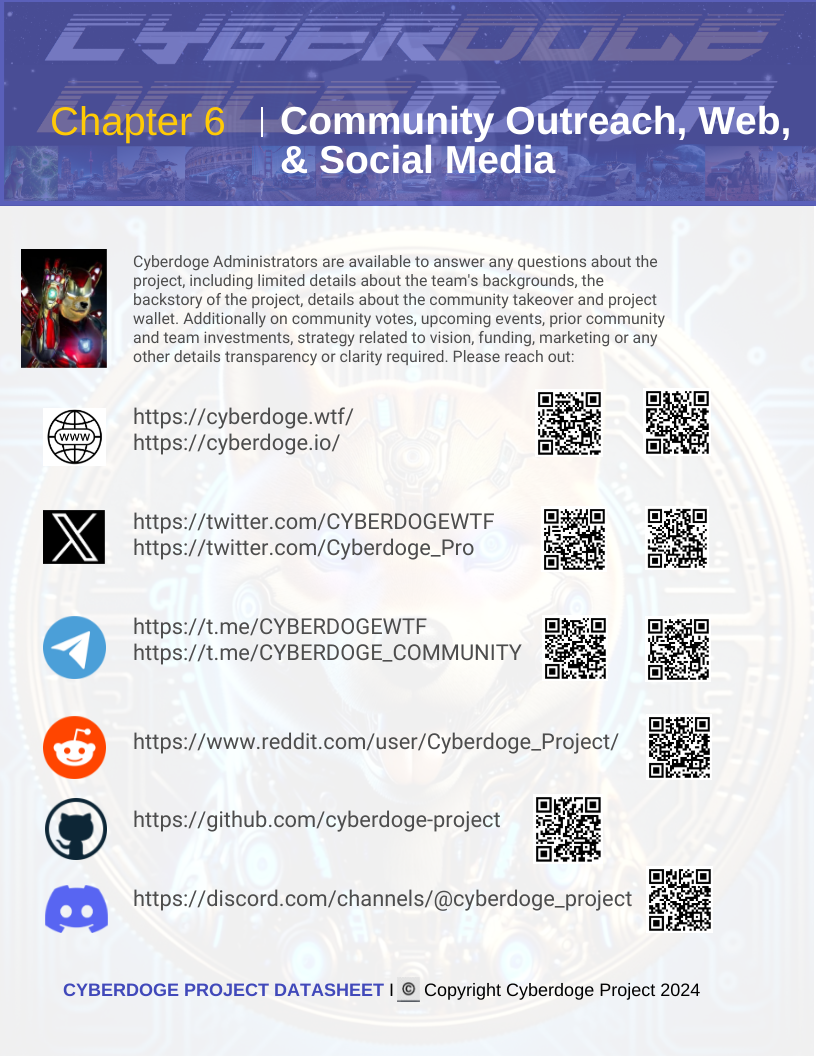 CYBERDOGE
DOGE DATA
Chapter 6
Community Outreach, Web,
& Social Media
Cyberdoge Administrators are available to answer any questions about the
project, including limited details about the team's backgrounds, the
backstory of the project, details about the community takeover and project
wallet. Additionally on community votes, upcoming events, prior community
and team investments, strategy related to vision, funding, marketing or any
other details transparency or clarity required. Please reach out:
www
https://cyberdoge.wtf/
https://cyberdoge.io/
https://twitter.com/CYBERDOGEWTF
https://twitter.com/Cyberdoge_Pro
https://t.me/CYBERDOGEWTF
https://t.me/CYBERDOGE_COMMUNITY
https://www.reddit.com/user/Cyberdoge_Project/
https://github.com/cyberdoge-project
https://discord.com/channels/@cyberdoge_project
CYBERDOGE PROJECT DATASHEET I © Copyright Cyberdoge Project 2024